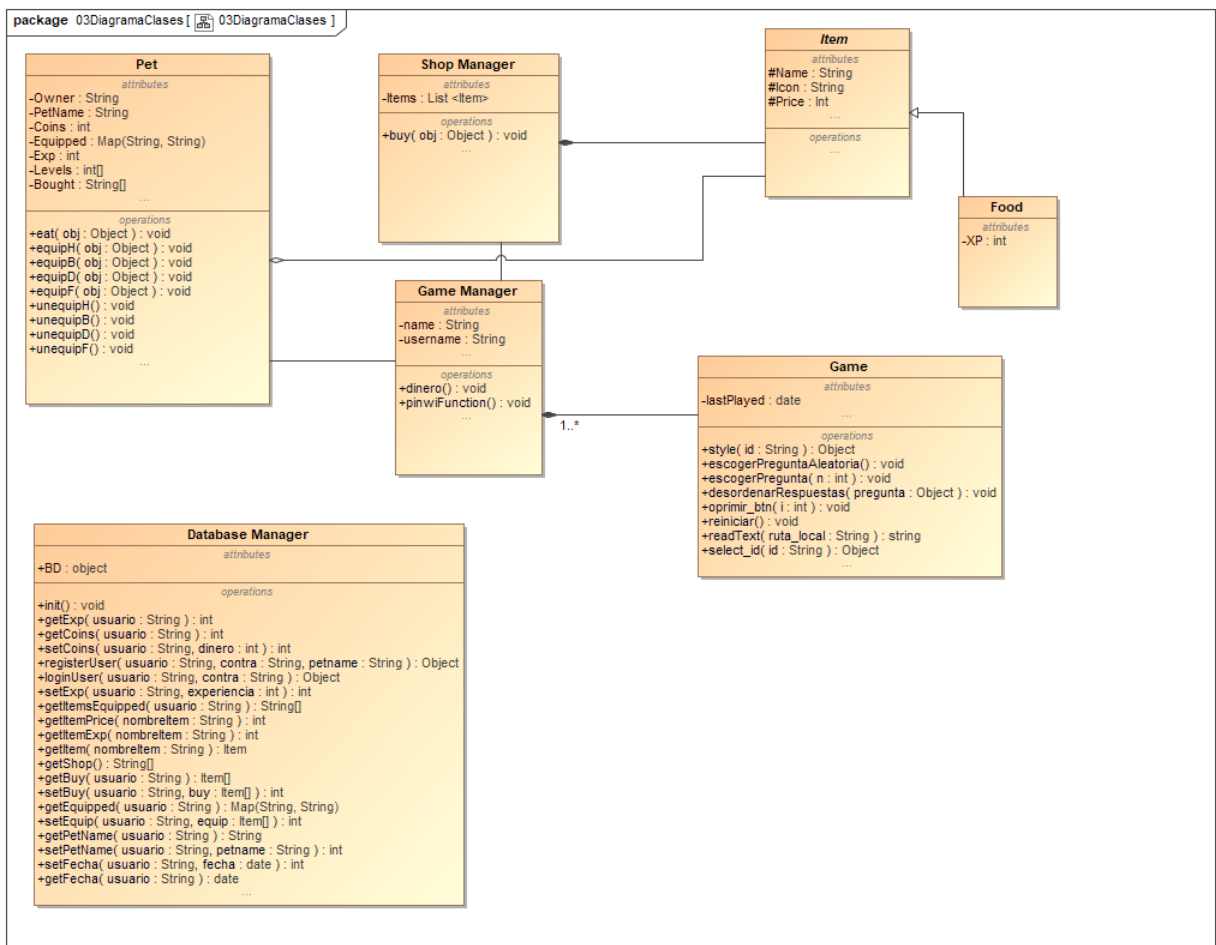 package 03DiagramaClases [ 03DiagramaClases ]
Pet
attributes
-Owner : String
-PetName : String
-Coins : int
-Equipped : Map(String, String)
-Exp : int
-Levels : int[]
-Bought : String[]
...
operations
+eat( obj : Object ) : void
+equipH( obj : Object ) : void
+equipB( obj : Object ) : void
+equipD( obj : Object ) : void
+equipF( obj : Object ) : void
+unequipH() : void
+unequipB() : void
+unequipD() : void
+unequipF() : void
...
Shop Manager
attributes
-Items : List <Item>
operations
+buy( obj : Object ) : void
...
Item
attributes
#Name : String
#Icon : String
#Price : Int
...
operations
...
Food
attributes
-XP : int
Game Manager
attributes
-name : String
-username : String
...
operations
+dinero() : void
+pinwiFunction() : void
...
1..*
Game
attributes
-lastPlayed : date
...
operations
+style( id : String ) : Object
+escogerPreguntaAleatoria() : void
+escogerPregunta( n : int ) : void
+desordenarRespuestas( pregunta : Object ) : void
+oprimir_btn( i : int ) : void
+reiniciar() : void
+readText( ruta_local : String ) : string
+select_id( id : String ) : Object
...
Database Manager
attributes
+BD : object
operations
+init() : void
+getExp( usuario : String ) : int
+getCoins( usuario : String ) : int
+setCoins( usuario : String, dinero : int ) : int
+registerUser( usuario : String, contra : String, petname : String ) : Object
+loginUser( usuario : String, contra : String ) : Object
+setExp( usuario : String, experiencia : int ) : int
+getItemsEquipped( usuario : String ) : String[]
+getItemPrice( nombreItem : String ) : int
+getItemExp( nombreItem : String ) : int
+getItem( nombreItem : String ) : Item
+getShop() : String[]
+getBuy( usuario : String ) : Item[]
+setBuy( usuario : String, buy : Item[] ) : int
+getEquipped( usuario : String ) : Map(String, String)
+setEquip( usuario : String, equip : Item[] ) : int
+getPetName( usuario : String ) : String
+setPetName( usuario : String, petname : String ) : int
+setFecha( usuario : String, fecha : date ) : int
+getFecha( usuario : String ) : date
...